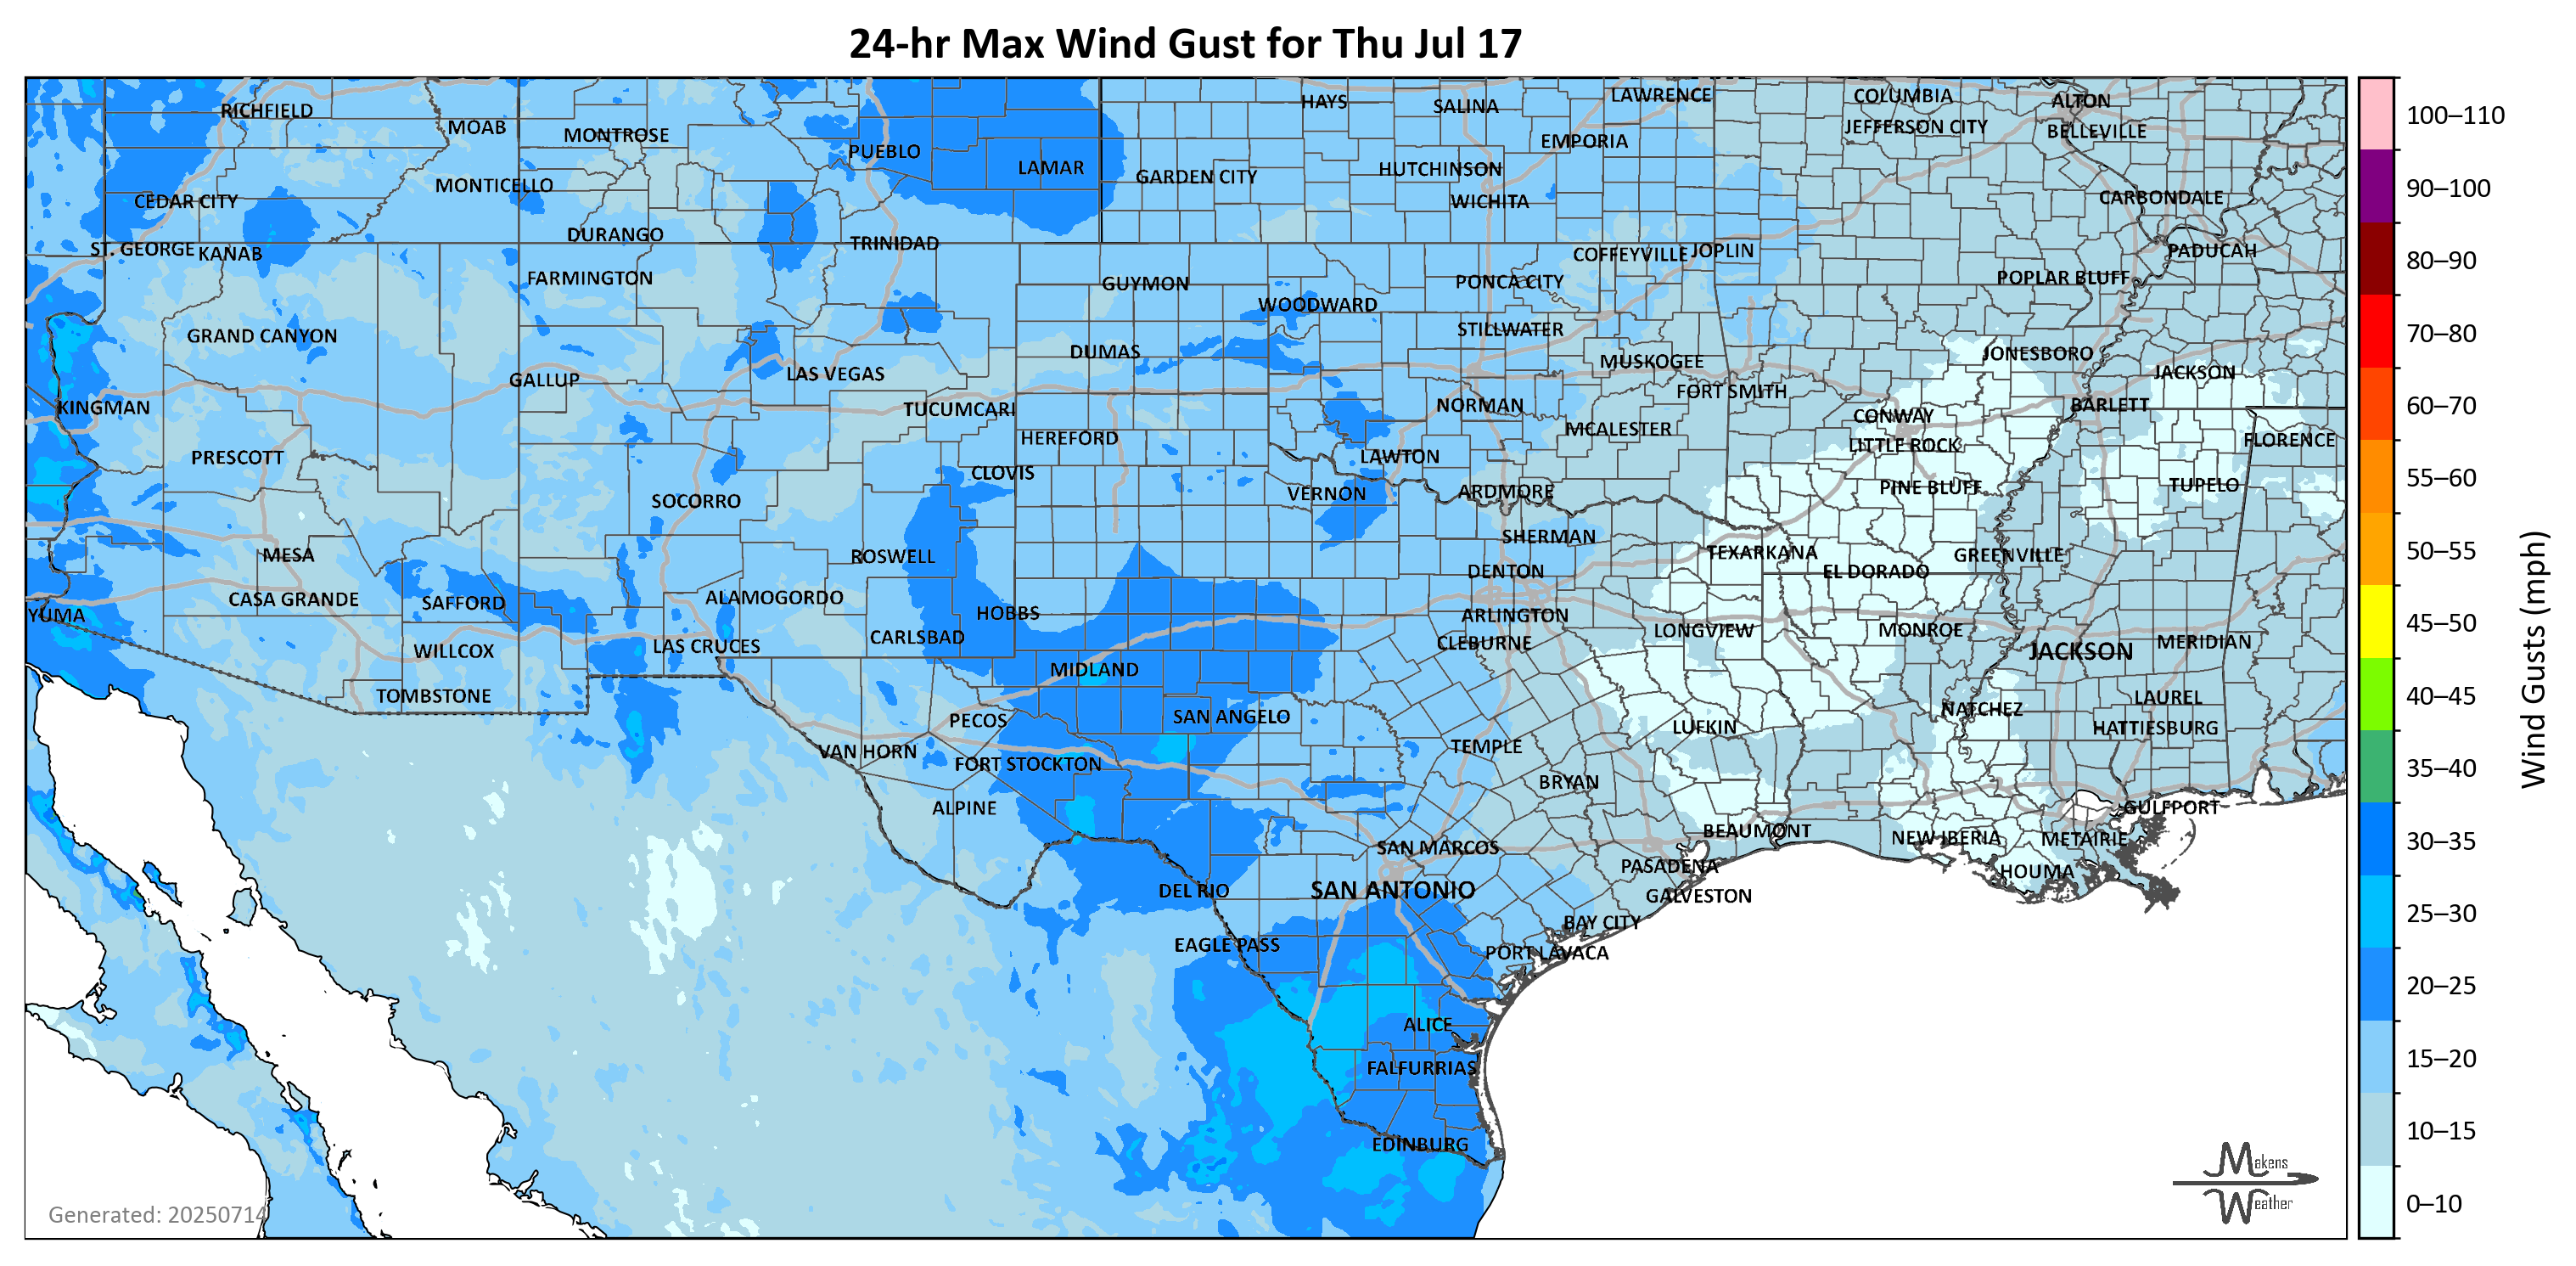 24-hr Max Wind Gust for Thu Jul 17
RICHFIELD
MOAB
MONTROSE
PUEBLO
LAMAR
HAYS
SALINA
LAWRENCE
COLUMBIA
ALTON
EMPORIA
JEFFERSON CITY
BELLEVILLE
MONTICELLO
GARDEN CITY
HUTCHINSON
WICHITA
CARBONDALE
CEDAR CITY
ST. GEORGE
KANAB
DURANGO
TRINIDAD
COFFEYVILLE
JOPLIN
PADUCAH
FARMINGTON
GUYMON
PONCA CITY
POPLAR BLUFF
WOODWARD
GRAND CANYON
STILLWATER
DUMAS
MUSKOGEE
JONESBORO
GALLUP
LAS VEGAS
FORT SMITH
JACKSON
KINGMAN
TUCUMCARI
NORMAN
CONWAY
BARLETT
HEREFORD
MCALESTER
LITTLE ROCK
FLORENCE
PRESCOTT
CLOVIS
LAWTON
SOCORRO
VERNON
ARDMORE
PINE BLUFF
TUPELO
MESA
ROSWELL
SHERMAN
TEXARKANA
GREENVILLE
DENTON
EL DORADO
YUMA
CASA GRANDE
SAFFORD
ALAMOGORDO
HOBBS
ARLINGTON
WILLCOX
LAS CRUCES
CARLSBAD
CLEBURNE
LONGVIEW
MONROE
JACKSON
MERIDIAN
TOMBSTONE
MIDLAND
LAUREL
PECOS
SAN ANGELO
LUFKIN
NATCHEZ
HATTIESBURG
VAN HORN
FORT STOCKTON
TEMPLE
ALPINE
BRYAN
GULFPORT
SAN MARCOS
BEAUMONT
NEW IBERIA
METAIRIE
DEL RIO
SAN ANTONIO
PASADENA
HOUMA
GALVESTON
EAGLE PASS
BAY CITY
PORT LAVACA
ALICE
FALFURRIAS
EDINBURG
Generated: 20250714
Makens
Weather
100–110
90–100
80–90
70–80
60–70
55–60
50–55
45–50
40–45
35–40
30–35
25–30
20–25
15–20
10–15
0–10
Wind Gusts (mph)